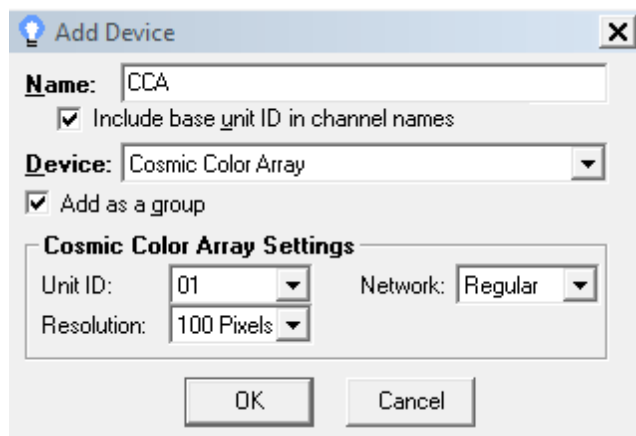 Add Device
Name: CCA
Include base unit ID in channel names
Device: Cosmic Color Array
Add as a group
Cosmic Color Array Settings
Unit ID: 01 Network: Regular
Resolution: 100 Pixels
OK Cancel